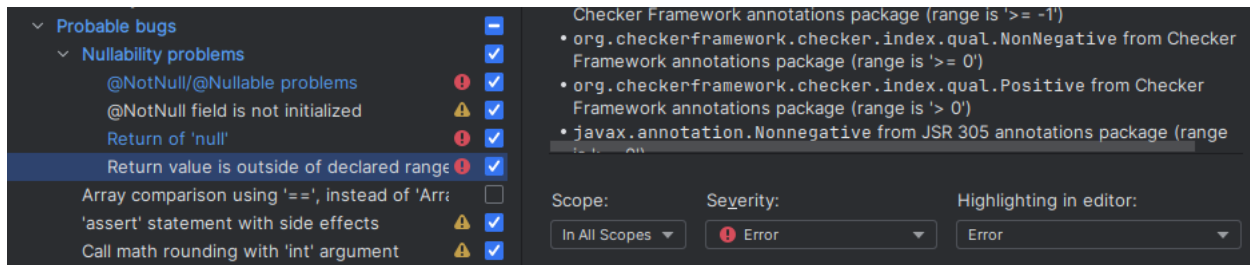 Probable bugs
Nullability problems
@NotNull/@Nullable problems
@NotNull field is not initialized
Return of 'null'
Return value is outside of declared range
Array comparison using '==', instead of 'Arra
'assert' statement with side effects
Call math rounding with 'int' argument
Checker Framework annotations package (range is '>= -1')
• org.checkerframework.checker.index.qual.NonNegative from Checker
Framework annotations package (range is '>= 0')
• org.checkerframework.checker.index.qual.Positive from Checker
Framework annotations package (range is '> 0')
• javax.annotation.Nonnegative from JSR 305 annotations package (range
Scope:
Severity:
Highlighting in editor:
In All Scopes
Error
Error